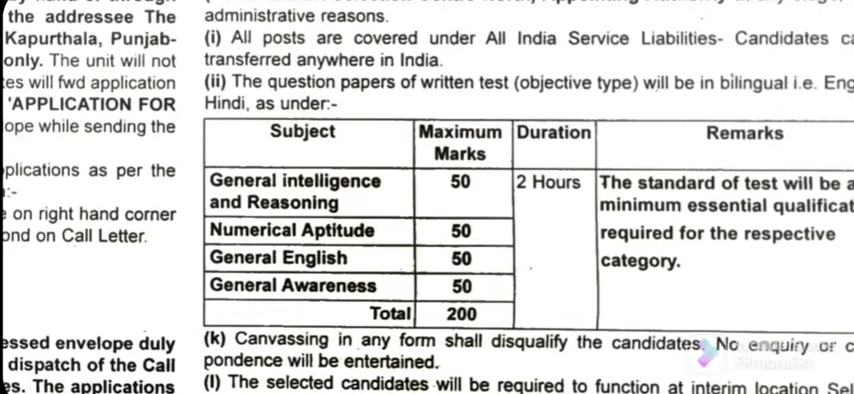 the addressee The
Kapurthala, Punjab-
only. The unit will not
will fwd application
'APPLICATION FOR
while sending the
as per the
on right hand corner
on Call Letter.
envelope duly
dispatch of the Call
The applications
administrative reasons.
(i) All posts are covered under All India Service Liabilities- Candidates
transferred anywhere in India.
(ii) The question papers of written test (objective type) will be in bilingual i.e. Eng
Hindi, as under:-
Subject Maximum Marks Duration Remarks
General intelligence and Reasoning 50 2 Hours The standard of test will be
minimum essential qualificat
Numerical Aptitude 50 required for the respective
General English 50 category.
General Awareness 50
Total 200
(k) Canvassing in any form shall disqualify the candidates. No enquiry or c
pondence will be entertained.
(l) The selected candidates will be required to function at interim location Sel